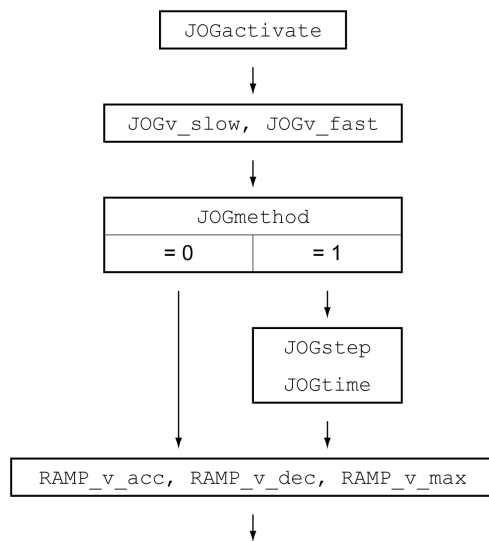 JOGactivate
JOGv_slow, JOGv_fast
JOGmethod
= 0 = 1
JOGstep
JOGtime
RAMP_v_acc, RAMP_v_dec, RAMP_v_max